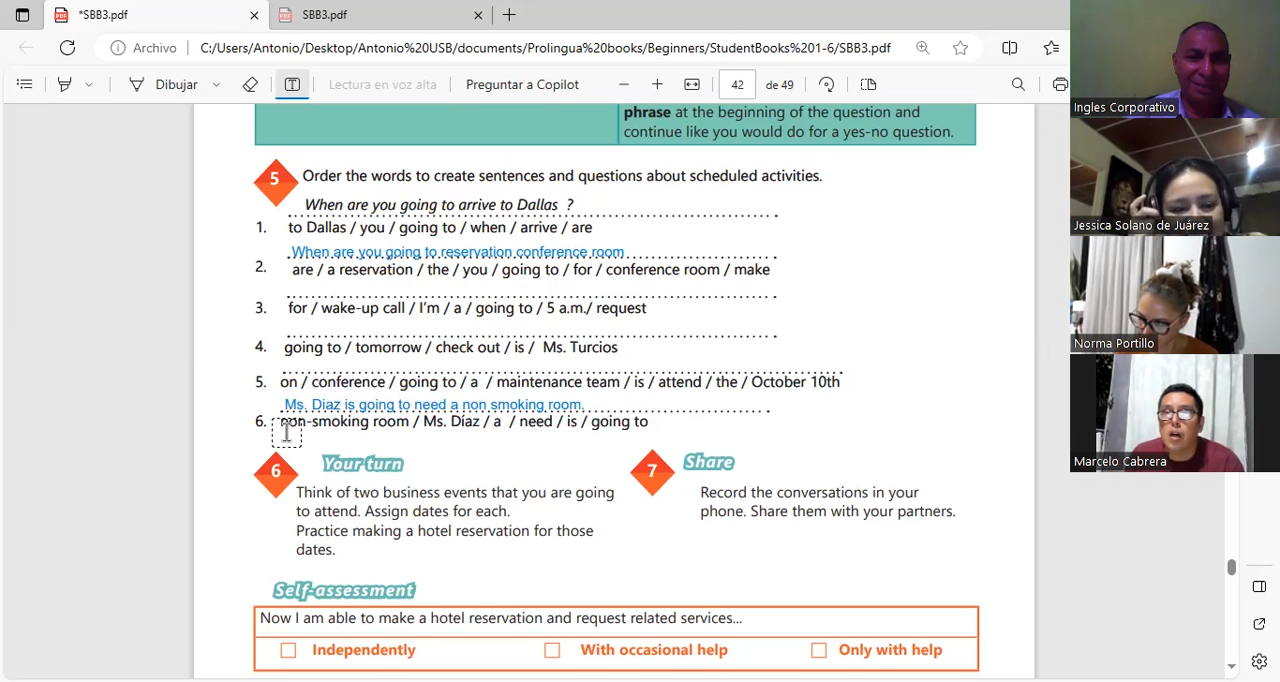 *SBB3.pdf
SBB3.pdf
Archivo
C:/Users/Antonio/Desktop/Antonio%20USB/documentos/Prolingua%20books/Beginners/StudentBooks%201-6/SBB3.pdf
Dibujar
Lectura en voz alta
Preguntar a Copilot
42
de 49
Ingles Corporativo
Jessica Solano de Juárez
Norma Portillo
Marcelo Cabrera
phrase at the beginning of the question and
continue like you would do for a yes-no question.
5 Order the words to create sentences and questions about scheduled activities.
When are you going to arrive to Dallas ?
1. to Dallas / you / going to / when / arrive / are
When are you going to reservation conference room
2. are / a reservation / the / you / going to / for / conference room / make
3. for / wake-up call / I'm / a / going to / 5 a.m./ request
4. going to / tomorrow / check out / is / Ms. Turcios
5. on / conference / going to / a / maintenance team / is / attend / the / October 10th
Ms. Diaz is going to need a non smoking room.
6. non-smoking room / Ms. Díaz / a / need / is / going to
6 Your turn
Think of two business events that you are going
to attend. Assign dates for each.
Practice making a hotel reservation for those
dates.
7 Share
Record the conversations in your
phone. Share them with your partners.
Self-assessment
Now I am able to make a hotel reservation and request related services...
Independently
With occasional help
Only with help